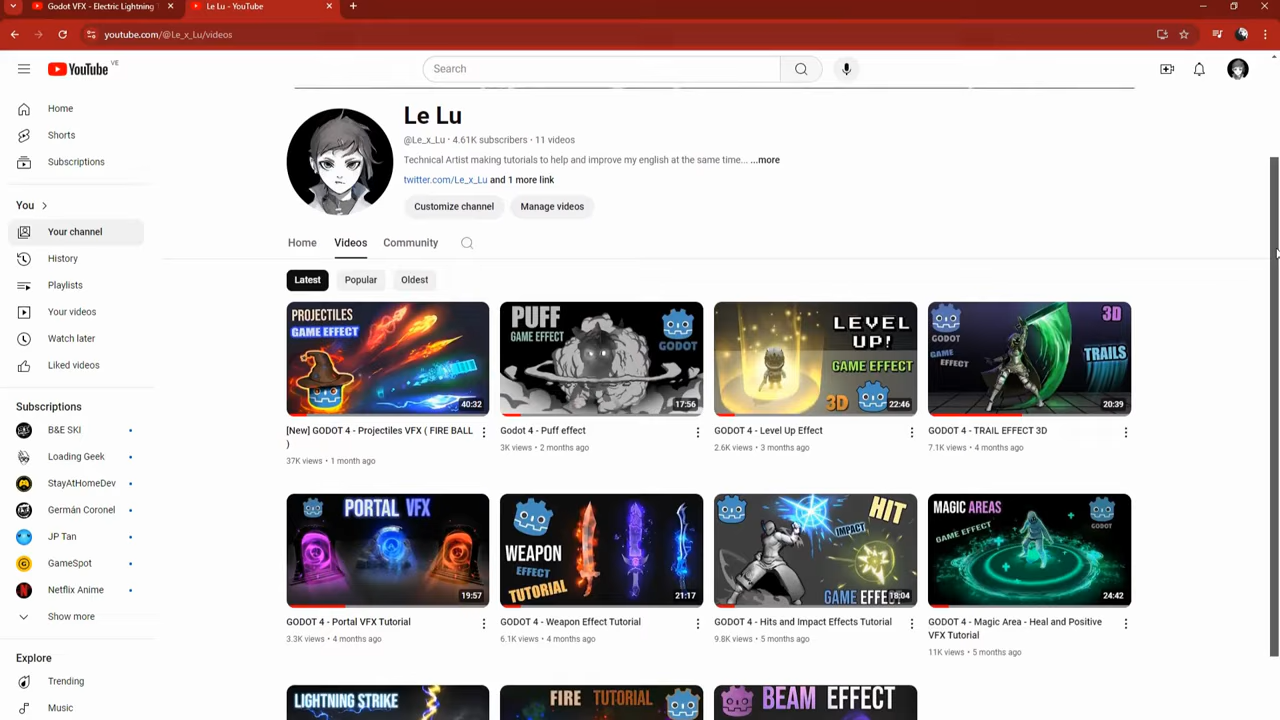 Godot VFX - Electric Lightning
Le Lu - YouTube
youtube.com/@Le_x_Lu/videos
YouTube VE
Search
Home
Shorts
Subscriptions
You
Your channel
History
Playlists
Your videos
Watch later
Liked videos
Subscriptions
B&E SKI
Loading Geek
StayAtHomeDev
Germán Coronel
JP Tan
GameSpot
Netflix Anime
Show more
Explore
Trending
Music
Le Lu
@Le_x_Lu • 4.61K subscribers • 11 videos
Technical Artist making tutorials to help and improve my english at the same time... ...more
twitter.com/Le_x_Lu and 1 more link
Customize channel
Manage videos
Home
Videos
Community
Latest
Popular
Oldest
PROJECTILES
GAME EFFECT
40:32
[New] GODOT 4 - Projectiles VFX ( FIRE BALL
)
37K views • 1 month ago
PUFF
GAME EFFECT
GODOT
17:56
Godot 4 - Puff effect
3K views • 2 months ago
LEVEL
UP!
GAME EFFECT
3D
22:46
GODOT 4 - Level Up Effect
2.6K views • 3 months ago
3D
GODOT
GAME
EFFECT
TRAILS
20:39
GODOT 4 - TRAIL EFFECT 3D
7.1K views • 4 months ago
PORTAL VFX
19:57
GODOT 4 - Portal VFX Tutorial
3.3K views • 4 months ago
WEAPON
EFFECT
TUTORIAL
21:17
GODOT 4 - Weapon Effect Tutorial
6.1K views • 4 months ago
HIT
IMPACT
GAME EFFECT
18:04
GODOT 4 - Hits and Impact Effects Tutorial
9.8K views • 5 months ago
MAGIC AREAS
GAME EFFECT
GODOT
24:42
GODOT 4 - Magic Area - Heal and Positive
VFX Tutorial
11K views • 5 months ago
LIGHTNING STRIKE
FIRE TUTORIAL
BEAM EFFECT